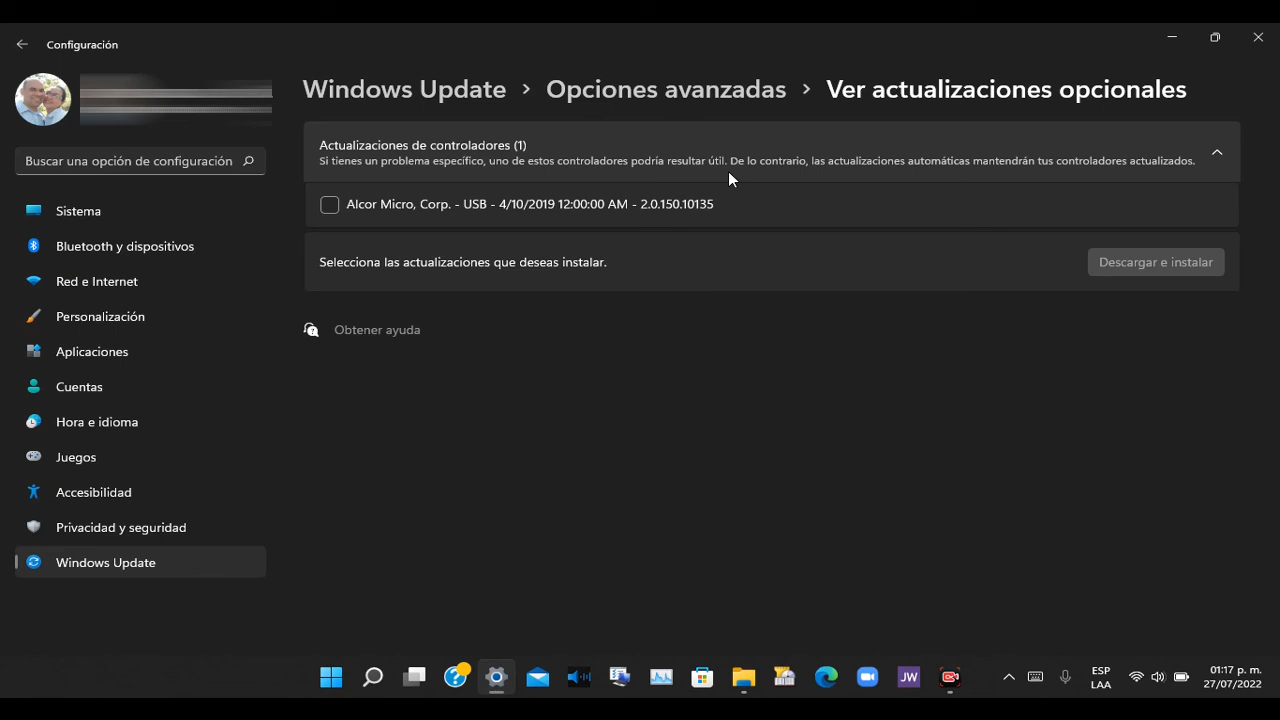 Configuración
Windows Update > Opciones avanzadas > Ver actualizaciones opcionales
Buscar una opción de configuración
Sistema
Bluetooth y dispositivos
Red e Internet
Personalización
Aplicaciones
Cuentas
Hora e idioma
Juegos
Accesibilidad
Privacidad y seguridad
Windows Update
Actualizaciones de controladores (1)
Si tienes un problema específico, uno de estos controladores podría resultar útil. De lo contrario, las actualizaciones automáticas mantendrán tus controladores actualizados.
Alcor Micro, Corp. - USB - 4/10/2019 12:00:00 AM - 2.0.150.10135
Selecciona las actualizaciones que deseas instalar.
Descargar e instalar
Obtener ayuda
JW
ESP
LAA
01:17 p. m.
27/07/2022